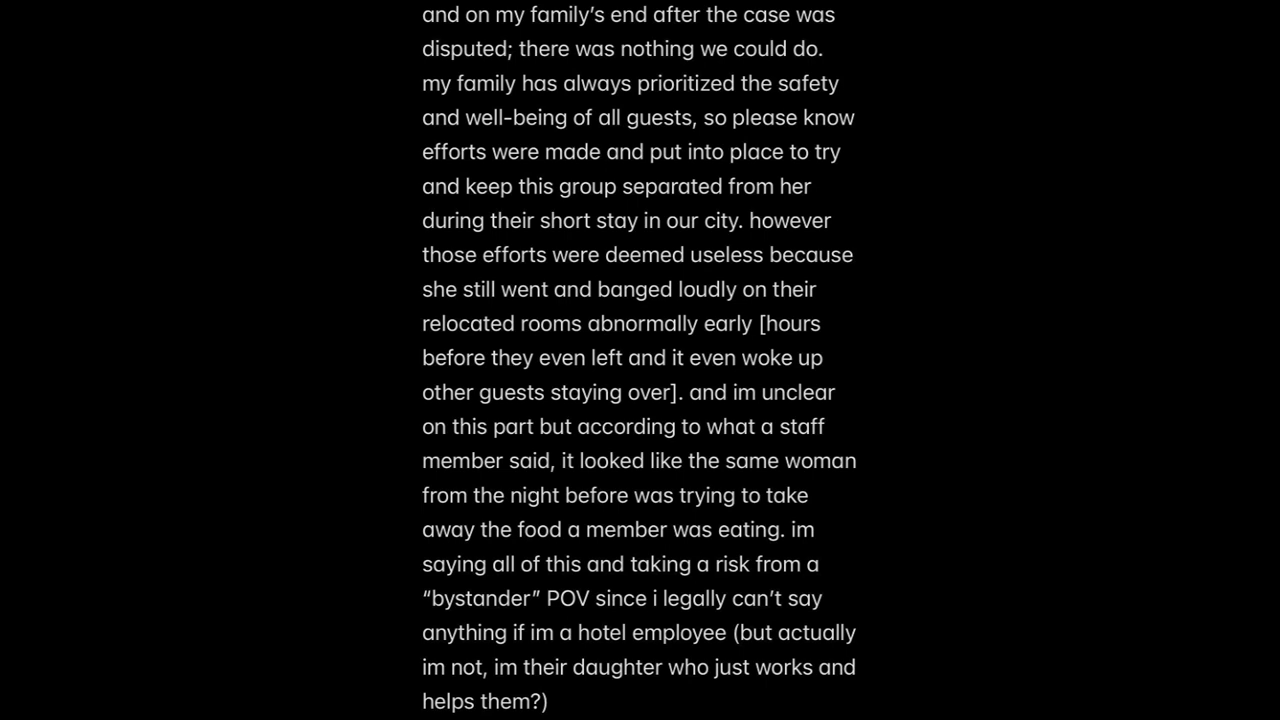 and on my family's end after the case was
disputed; there was nothing we could do.
my family has always prioritized the safety
and well-being of all guests, so please know
efforts were made and put into place to try
and keep this group separated from her
during their short stay in our city. however
those efforts were deemed useless because
she still went and banged loudly on their
relocated rooms abnormally early [hours
before they even left and it even woke up
other guests staying over]. and im unclear
on this part but according to what a staff
member said, it looked like the same woman
from the night before was trying to take
away the food a member was eating. im
saying all of this and taking a risk from a
“bystander” POV since i legally can’t say
anything if im a hotel employee (but actually
im not, im their daughter who just works and
helps them?)